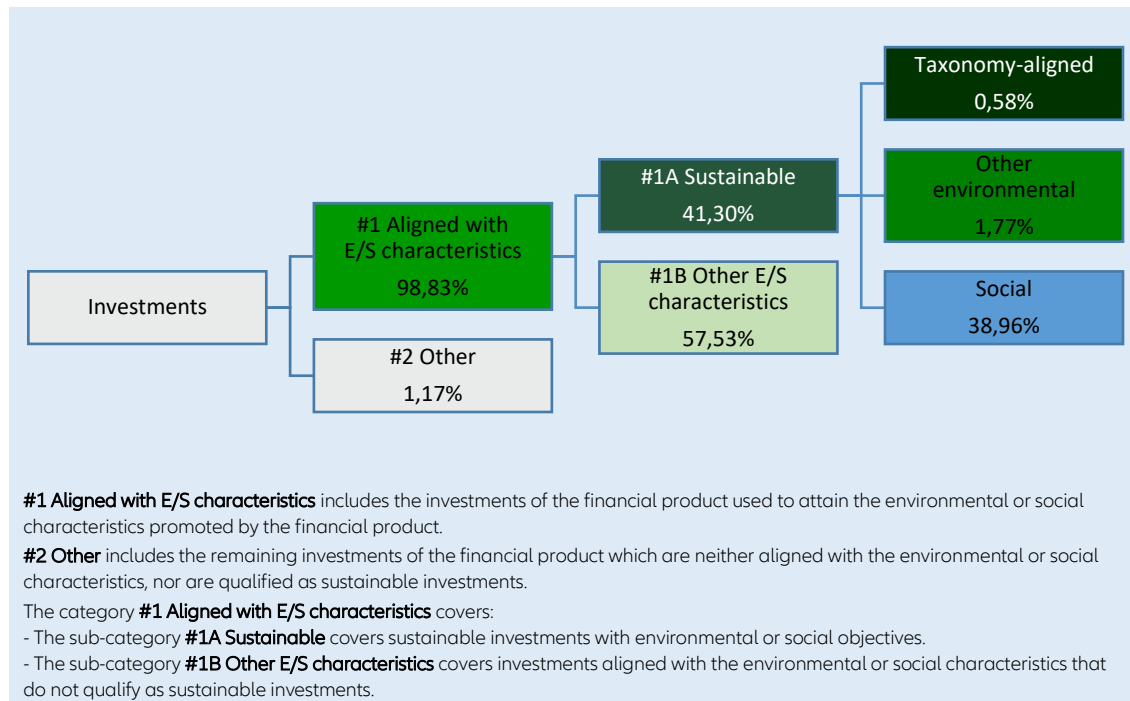 Investments
#1 Aligned with
E/S characteristics
98,83%
#2 Other
1,17%
#1A Sustainable
41,30%
#1B Other E/S
characteristics
57,53%
Taxonomy-aligned
0,58%
Other
environmental
1,77%
Social
38,96%
#1 Aligned with E/S characteristics includes the investments of the financial product used to attain the environmental or social
characteristics promoted by the financial product.
#2 Other includes the remaining investments of the financial product which are neither aligned with the environmental or social
characteristics, nor are qualified as sustainable investments.
The category #1 Aligned with E/S characteristics covers:
- The sub-category #1A Sustainable covers sustainable investments with environmental or social objectives.
- The sub-category #1B Other E/S characteristics covers investments aligned with the environmental or social characteristics that
do not qualify as sustainable investments.